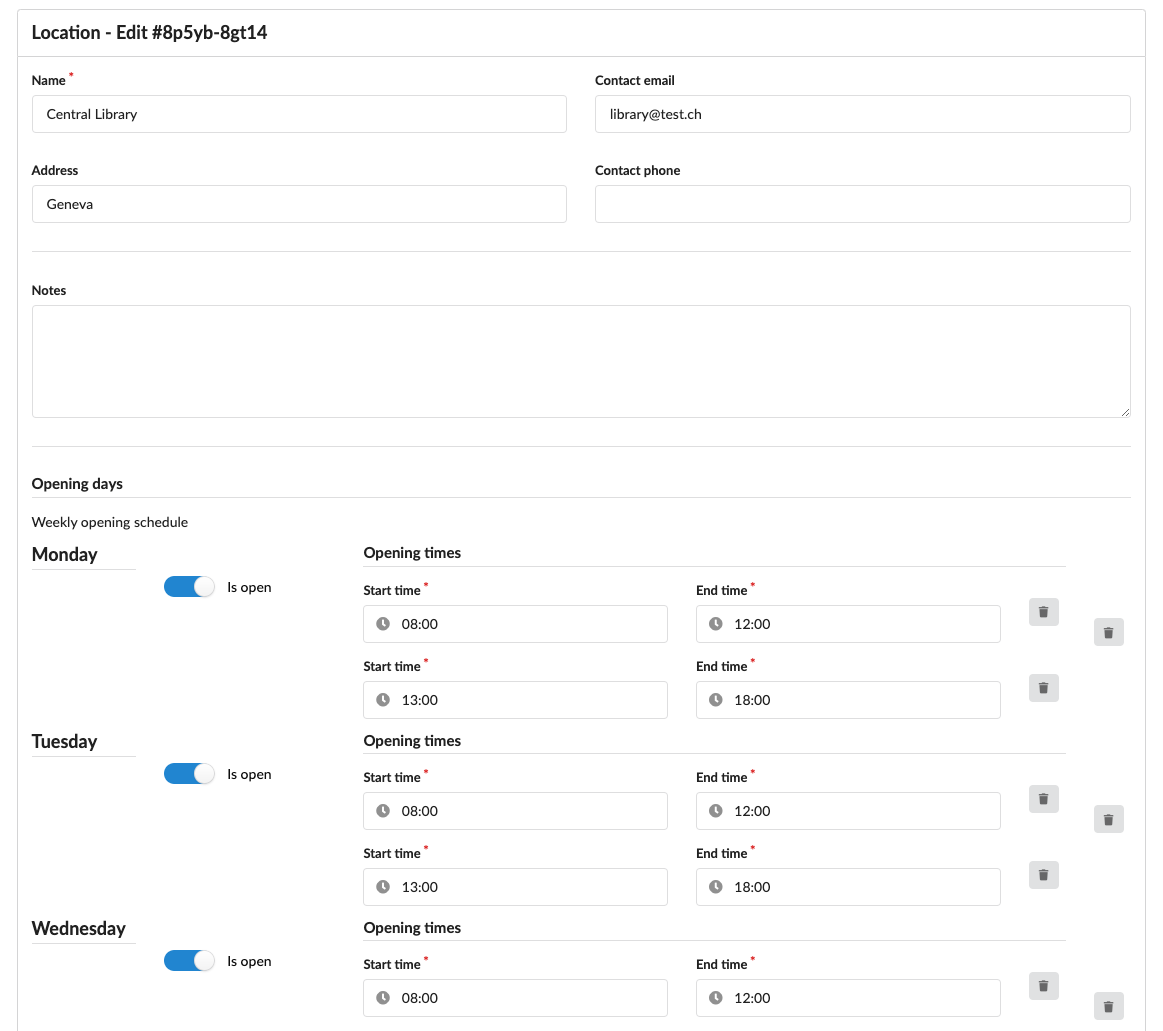 Location - Edit #8p5yb-8gt14
Name *
Contact email
Central Library
library@test.ch
Address
Contact phone
Geneva
Notes
Opening days
Weekly opening schedule
Monday
Is open
Opening times
Start time *
End time *
08:00
12:00
Start time *
End time *
13:00
18:00
Tuesday
Is open
Opening times
Start time *
End time *
08:00
12:00
Start time *
End time *
13:00
18:00
Wednesday
Is open
Opening times
Start time *
End time *
08:00
12:00